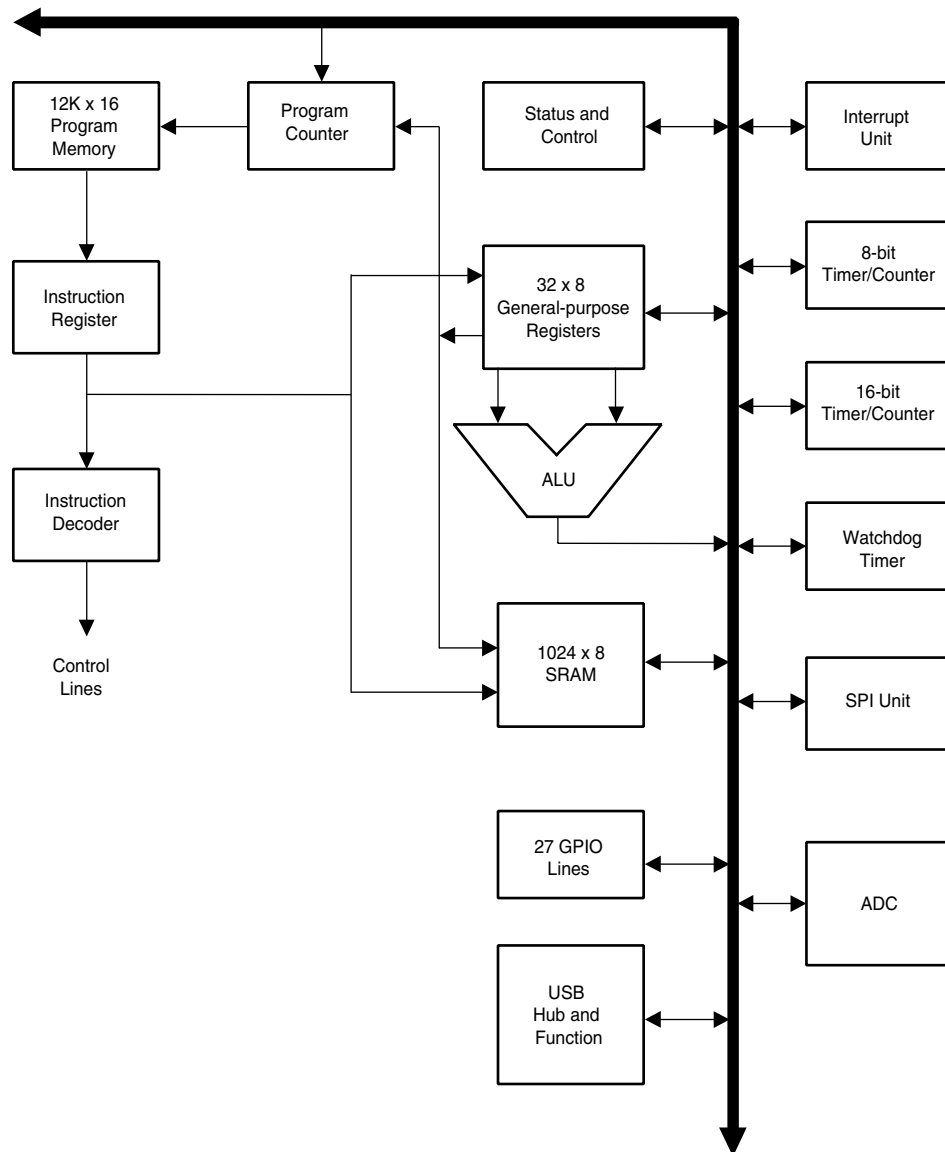 12K x 16
Program
Memory
Program
Counter
Status and
Control
Interrupt
Unit
8-bit
Timer/Counter
Instruction
Register
32 x 8
General-purpose
Registers
16-bit
Timer/Counter
ALU
Instruction
Decoder
Watchdog
Timer
Control
Lines
1024 x 8
SRAM
SPI Unit
27 GPIO
Lines
ADC
USB
Hub and
Function